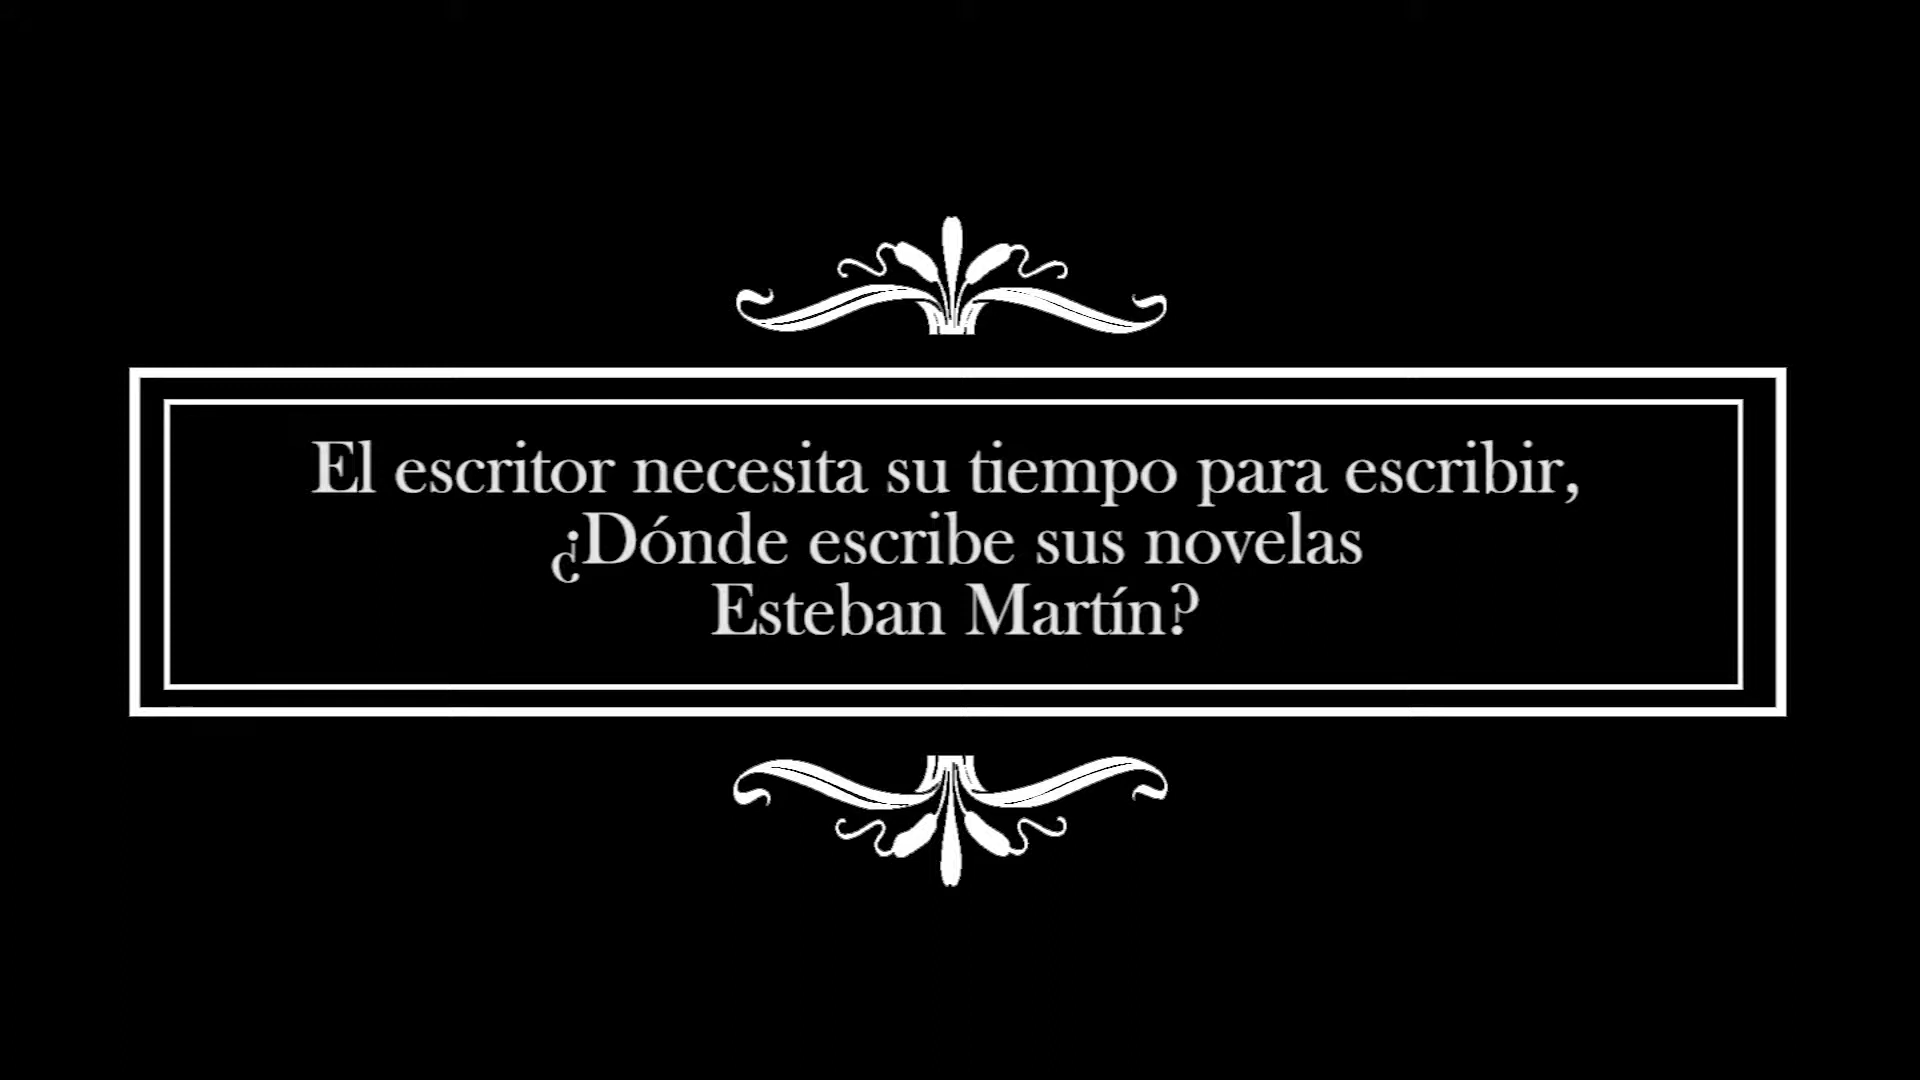 El escritor necesita su tiempo para escribir,
¿Dónde escribe sus novelas
Esteban Martín?